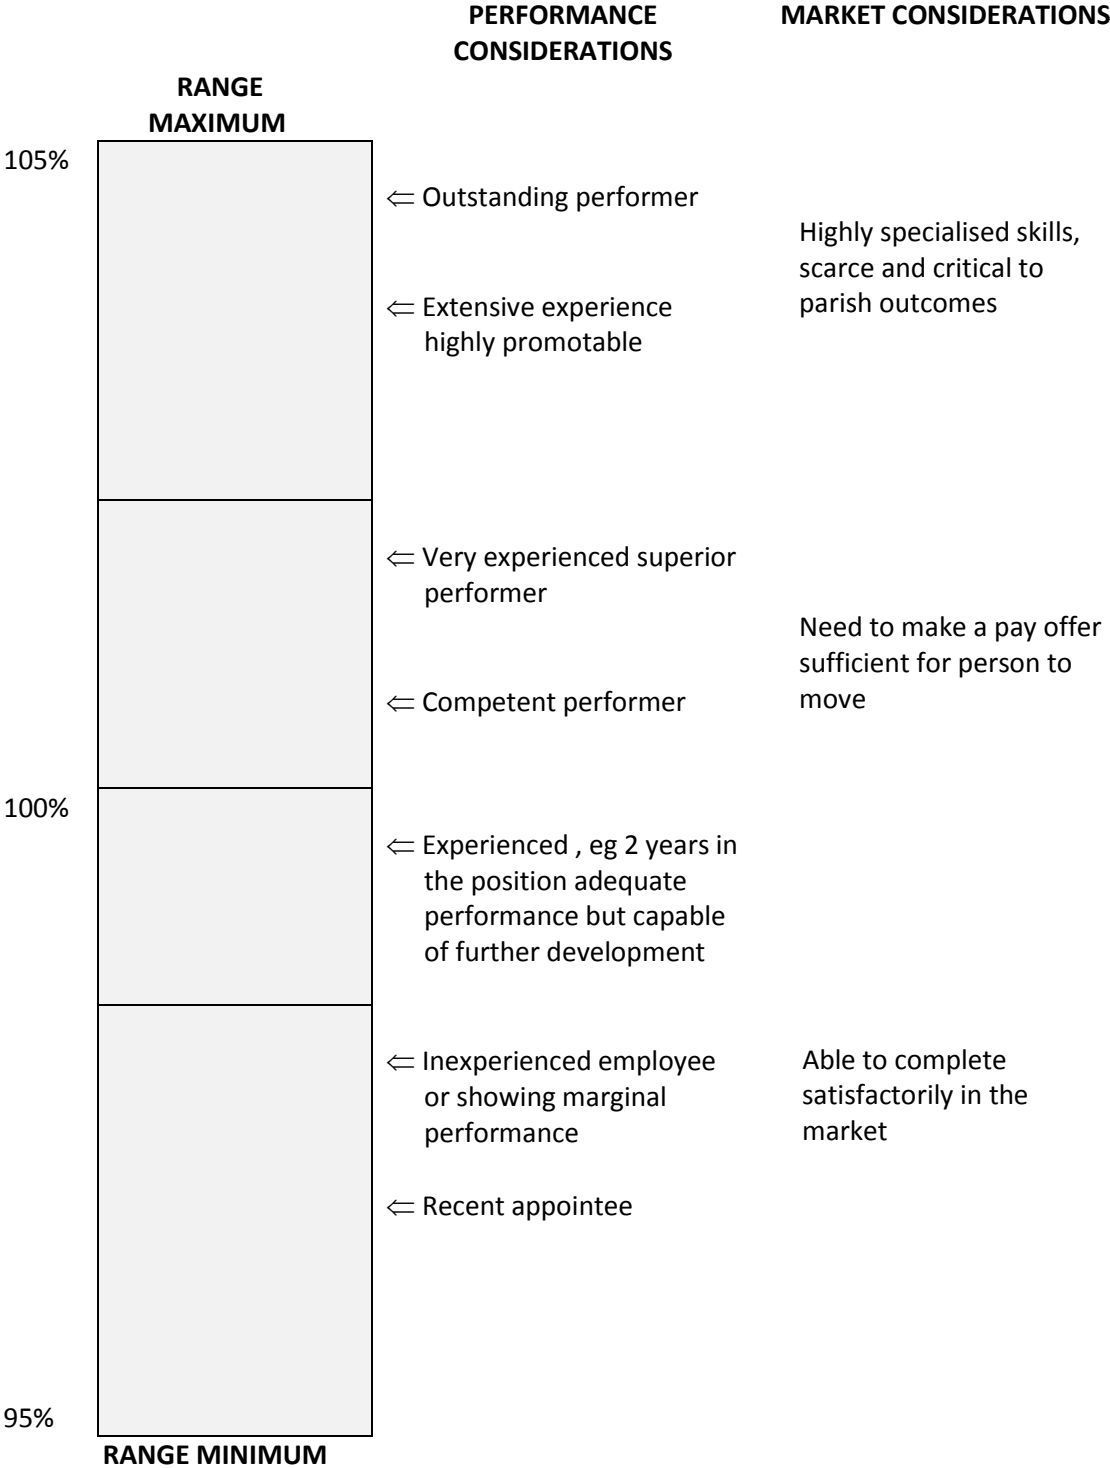 PERFORMANCE
CONSIDERATIONS
MARKET CONSIDERATIONS
RANGE
MAXIMUM
105%
⇐ Outstanding performer
Highly specialised skills,
scarce and critical to
parish outcomes
⇐ Extensive experience
highly promotable
⇐ Very experienced superior
performer
Need to make a pay offer
sufficient for person to
move
⇐ Competent performer
100%
⇐ Experienced , eg 2 years in
the position adequate
performance but capable
of further development
⇐ Inexperienced employee
or showing marginal
performance
Able to complete
satisfactorily in the
market
⇐ Recent appointee
95%
RANGE MINIMUM